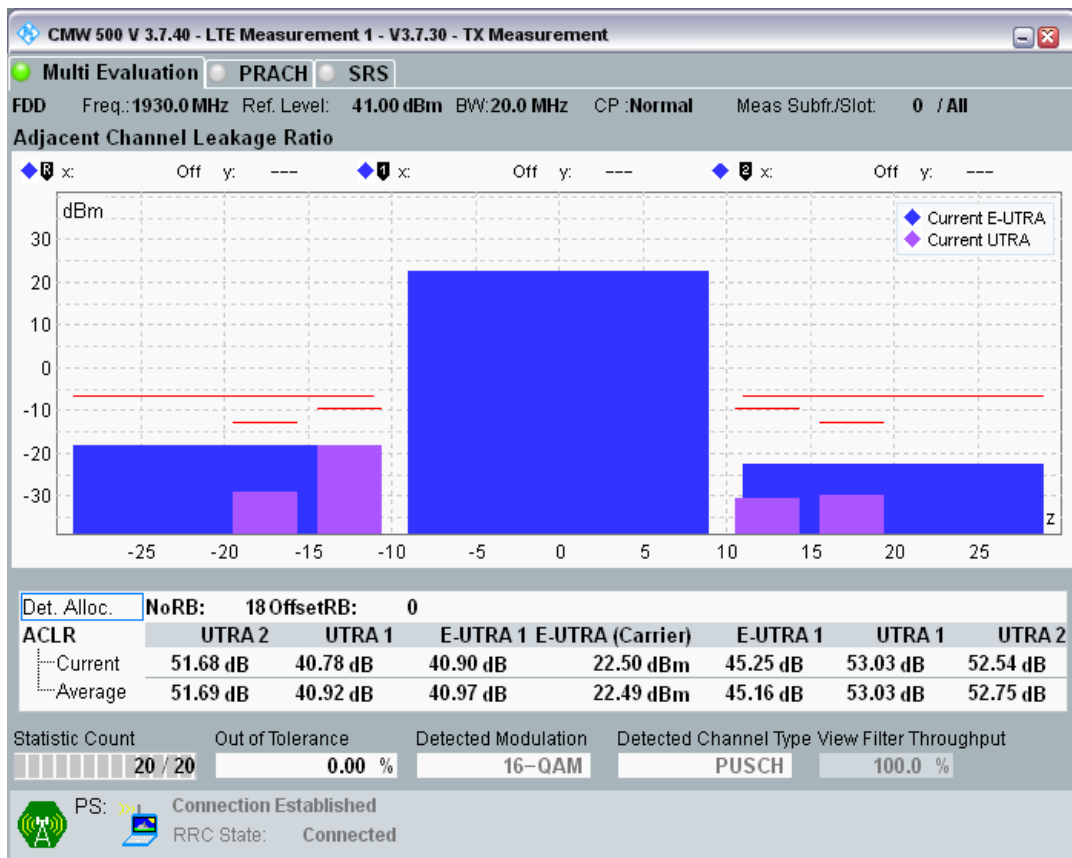 CMW 500 V 3.7.40 - LTE Measurement 1 - V3.7.30 - TX Measurement
Multi Evaluation PRACH SRS
FDD Freq.: 1930.0 MHz Ref. Level: 41.00 dBm BW: 20.0 MHz CP : Normal Meas Subfr./Slot: 0 / All
Adjacent Channel Leakage Ratio
R x: Off y: --- 1 x: Off y: --- 2 x: Off y: ---
dBm
Current E-UTRA
Current UTRA
30
20
10
0
-10
-20
-30
z
-25 -20 -15 -10 -5 0 5 10 15 20 25
Det. Alloc. NoRB: 18 OffsetRB: 0
ACLR UTRA 2 UTRA 1 E-UTRA 1 E-UTRA (Carrier) E-UTRA 1 UTRA 1 UTRA 2
Current 51.68 dB 40.78 dB 40.90 dB 22.50 dBm 45.25 dB 53.03 dB 52.54 dB
Average 51.69 dB 40.92 dB 40.97 dB 22.49 dBm 45.16 dB 53.03 dB 52.75 dB
Statistic Count Out of Tolerance Detected Modulation Detected Channel Type View Filter Throughput
20 / 20 0.00 % 16-QAM PUSCH 100.0 %
PS: Connection Established
RRC State: Connected